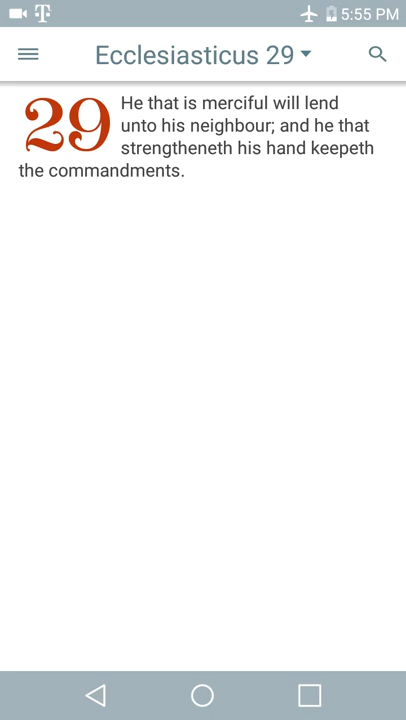 5:55 PM
Ecclesiasticus 29
29 He that is merciful will lend
unto his neighbour; and he that
strengtheneth his hand keepeth
the commandments.